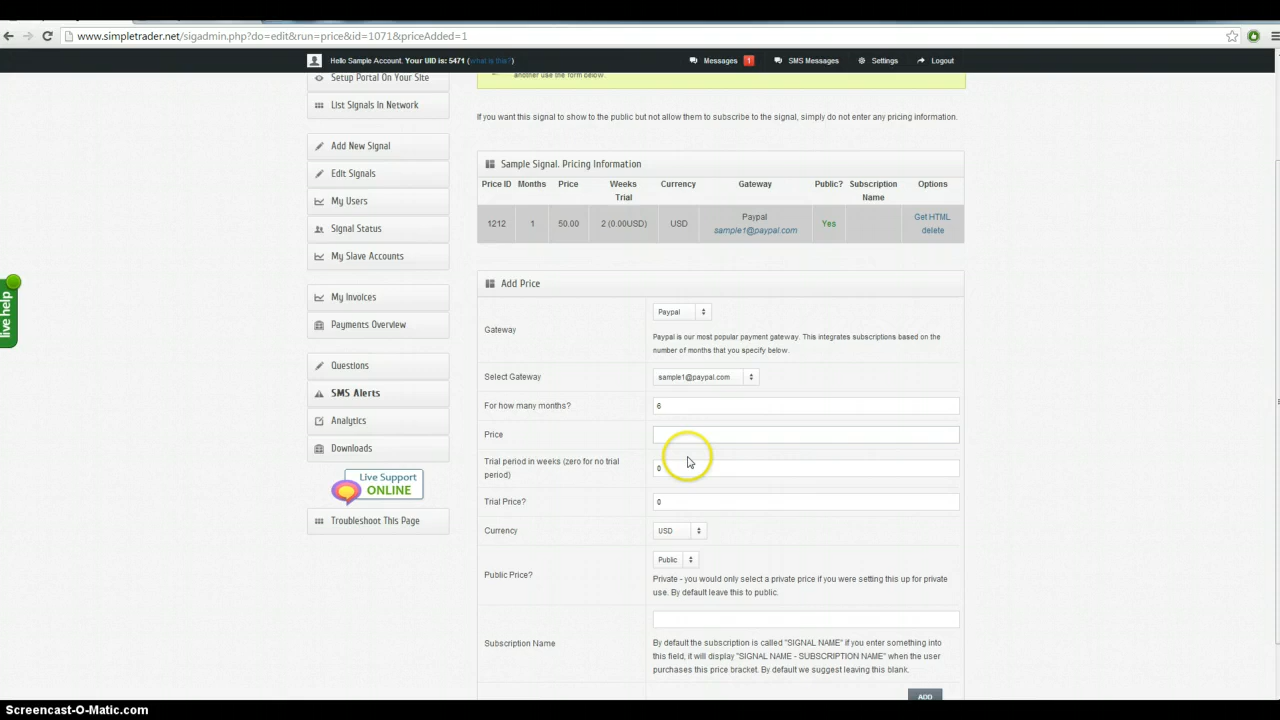 www.simpletrader.net/sigadmin.php?do=edit&run=price&id=1071&priceAdded=1
Hello Sample Account. Your UID is: 5471 (what is this?)
Messages 1
SMS Messages
Settings
Logout
Setup Portal On Your Site
List Signals In Network
Add New Signal
Edit Signals
My Users
Signal Status
My Slave Accounts
My Invoices
Payments Overview
Questions
SMS Alerts
Analytics
Downloads
Live Support
ONLINE
Troubleshoot This Page
live help
another use the form below.
If you want this signal to show to the public but not allow them to subscribe to the signal, simply do not enter any pricing information.
Sample Signal. Pricing Information
Price ID Months Price Weeks Trial Currency Gateway Public? Subscription Name Options
1212 1 50.00 2 (0.00USD) USD Paypal Yes Get HTML
sample1@paypal.com delete
Add Price
Gateway
Paypal
Paypal is our most popular payment gateway. This integrates subscriptions based on the
number of months that you specify below.
Select Gateway sample1@paypal.com
For how many months? 6
Price
Trial period in weeks (zero for no trial
period)
0
Trial Price? 0
Currency USD
Public Price?
Public
Private - you would only select a private price if you were setting this up for private
use. By default leave this to public.
Subscription Name
By default the subscription is called "SIGNAL NAME" if you enter something into
this field, it will display "SIGNAL NAME - SUBSCRIPTION NAME" when the user
purchases this price bracket. By default we suggest leaving this blank.
ADD
Screencast-O-Matic.com